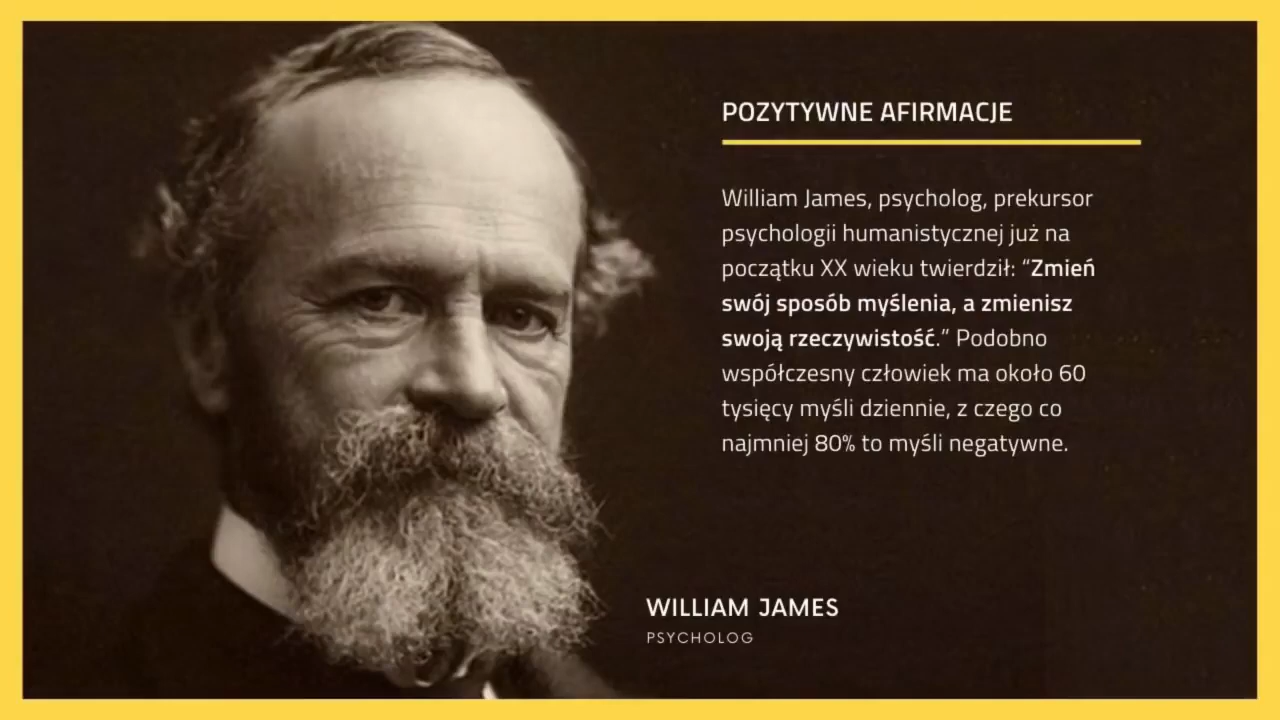 POZYTYWNE AFIRMACJE
William James, psycholog, prekursor
psychologii humanistycznej już na
początku XX wieku twierdził: “Zmień
swój sposób myślenia, a zmienisz
swoją rzeczywistość.” Podobno
współczesny człowiek ma około 60
tysięcy myśli dziennie, z czego co
najmniej 80% to myśli negatywne.
WILLIAM JAMES
PSYCHOLOG